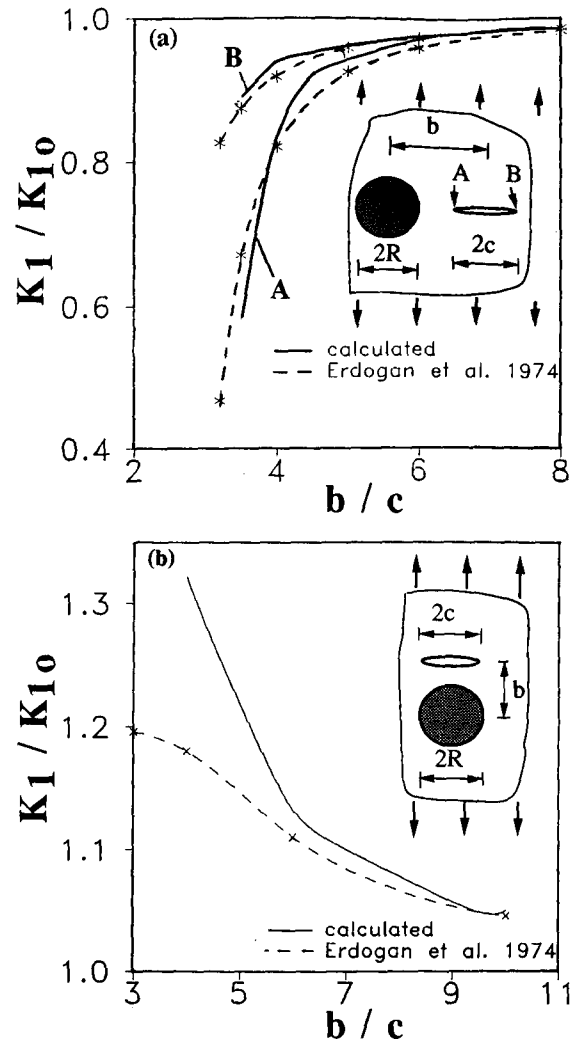 (a)
K1 / K1o
1.0
0.8
0.6
0.4
B
A
b
A
B
2R
2c
calculated
Erdogan et al. 1974
2 4 6 8
b / c
(b)
K1 / K1o
1.3
1.2
1.1
1.0
2c
b
2R
calculated
Erdogan et al. 1974
3 5 7 9 11
b / c